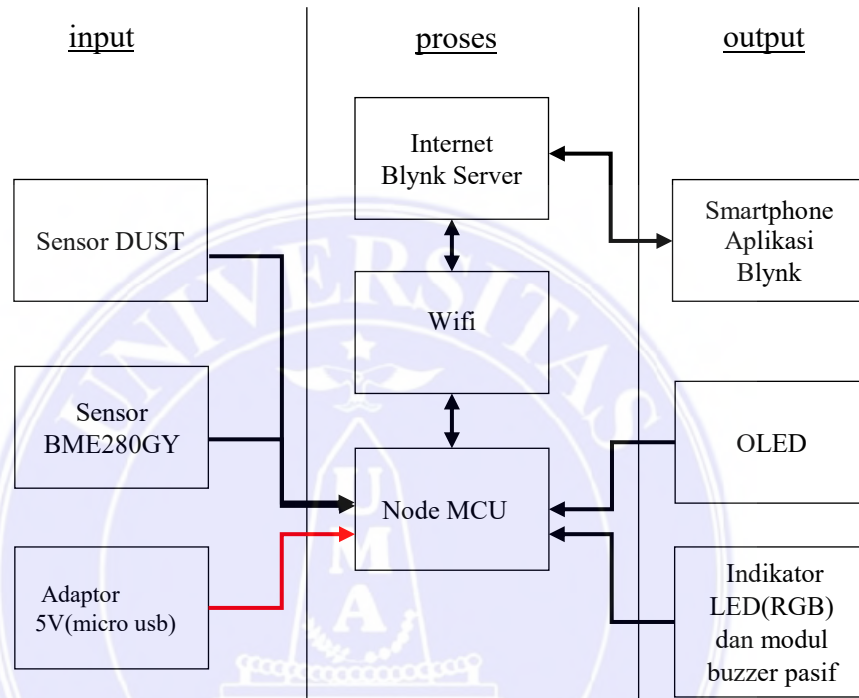 input
proses
output
Internet
Blynk Server
Sensor DUST
Smartphone
Aplikasi
Blynk
Wifi
Sensor
BME280GY
OLED
Node MCU
Adaptor
5V(micro usb)
Indikator
LED(RGB)
dan modul
buzzer pasif
UNIVERSITAS
U
M
A